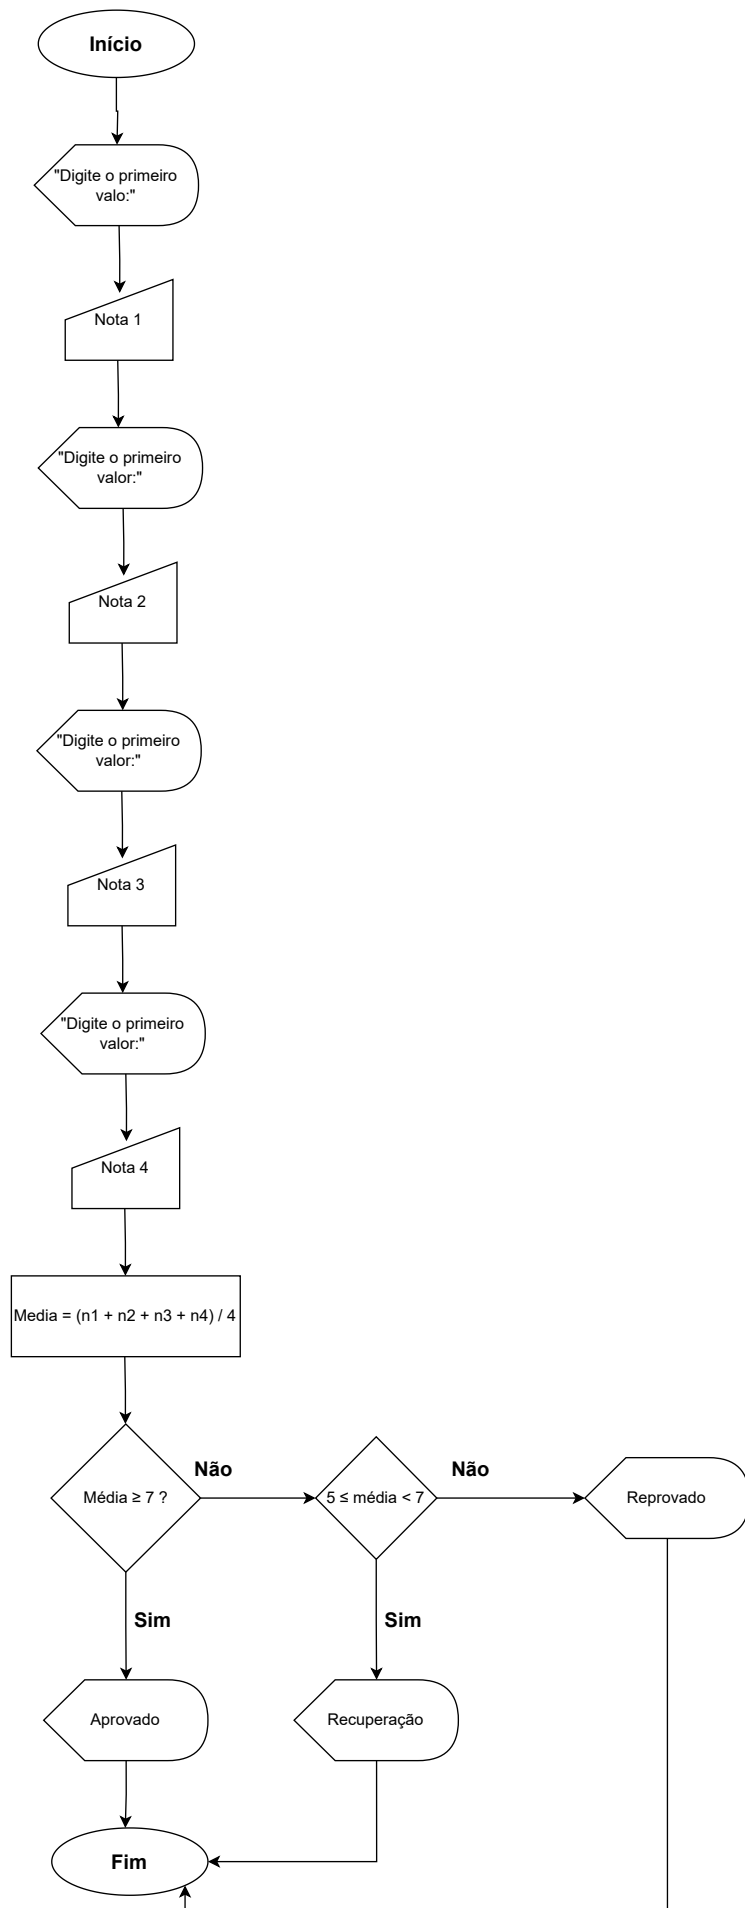 Início
"Digite o primeiro
valo:"
Nota 1
"Digite o primeiro
valor:"
Nota 2
"Digite o primeiro
valor:"
Nota 3
"Digite o primeiro
valor:"
Nota 4
Media = (n1 + n2 + n3 + n4) / 4
Média ≥ 7 ?
Não
5 ≤ média < 7
Não
Reprovado
Sim
Sim
Aprovado
Recuperação
Fim